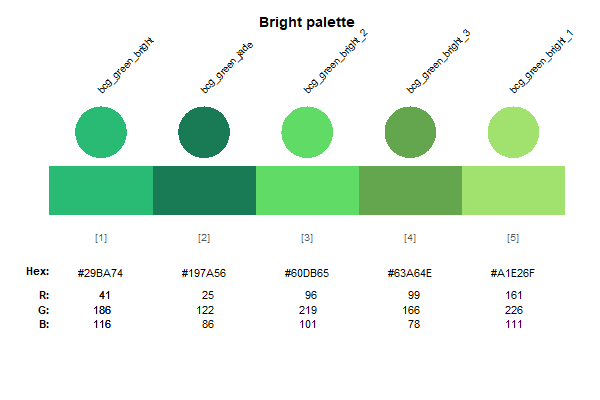 Bright palette
bcg_green_bright bcg_green_jade bcg_green_bright_2 bcg_green_bright_3 bcg_green_bright_1
[1] [2] [3] [4] [5]
Hex: #29BA74 #197A56 #60DB65 #63A64E #A1E26F
R: 41 25 96 99 161
G: 186 122 219 166 226
B: 116 86 101 78 111